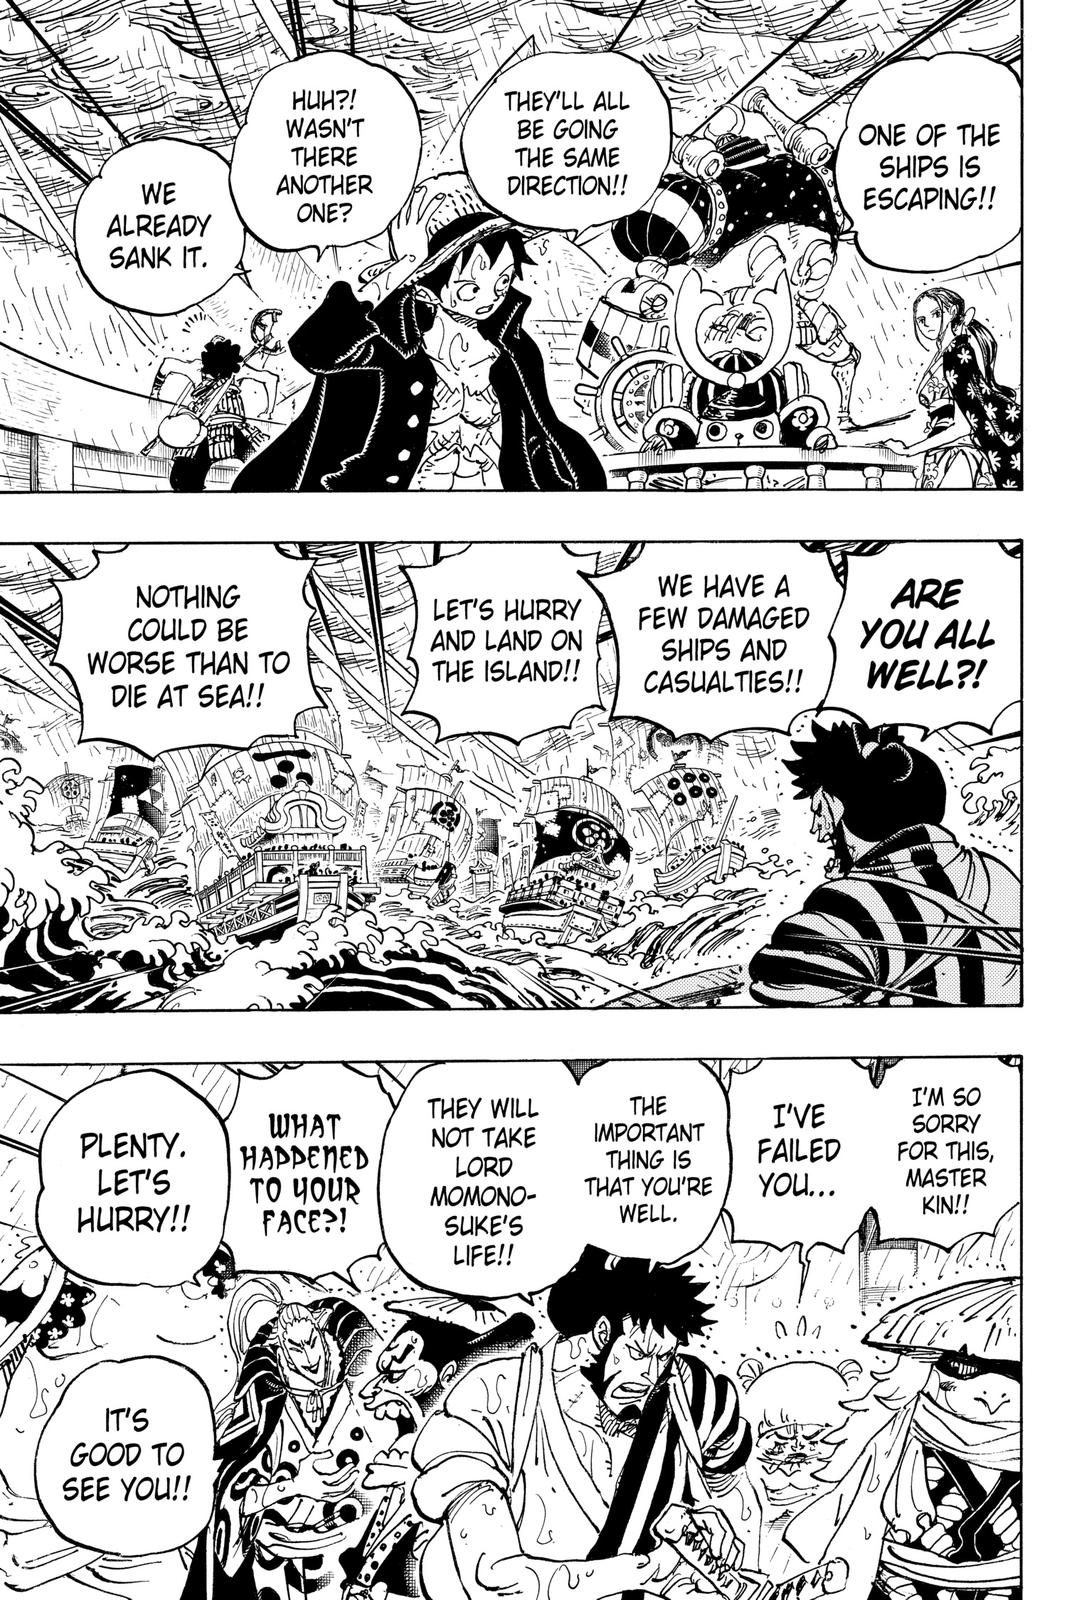 ONE OF THE
SHIPS IS
ESCAPING!!
THEY'LL ALL
BE GOING
THE SAME
DIRECTION!!
HUH?!
WASN'T
THERE
ANOTHER
ONE?
WE
ALREADY
SANK IT.
ARE
YOU ALL
WELL?!
WE HAVE A
FEW DAMAGED
SHIPS AND
CASUALTIES!!
LET'S HURRY
AND LAND ON
THE ISLAND!!
NOTHING
COULD BE
WORSE THAN TO
DIE AT SEA!!
I'M SO
SORRY
FOR THIS,
MASTER
KIN!!
I'VE
FAILED
YOU...
THE
IMPORTANT
THING IS
THAT YOU'RE
WELL.
THEY WILL
NOT TAKE
LORD
MOMONO-
SUKE'S
LIFE!!
WHAT
HAPPENED
TO YOUR
FACE?!
PLENTY.
LET'S
HURRY!!
IT'S
GOOD TO
SEE YOU!!